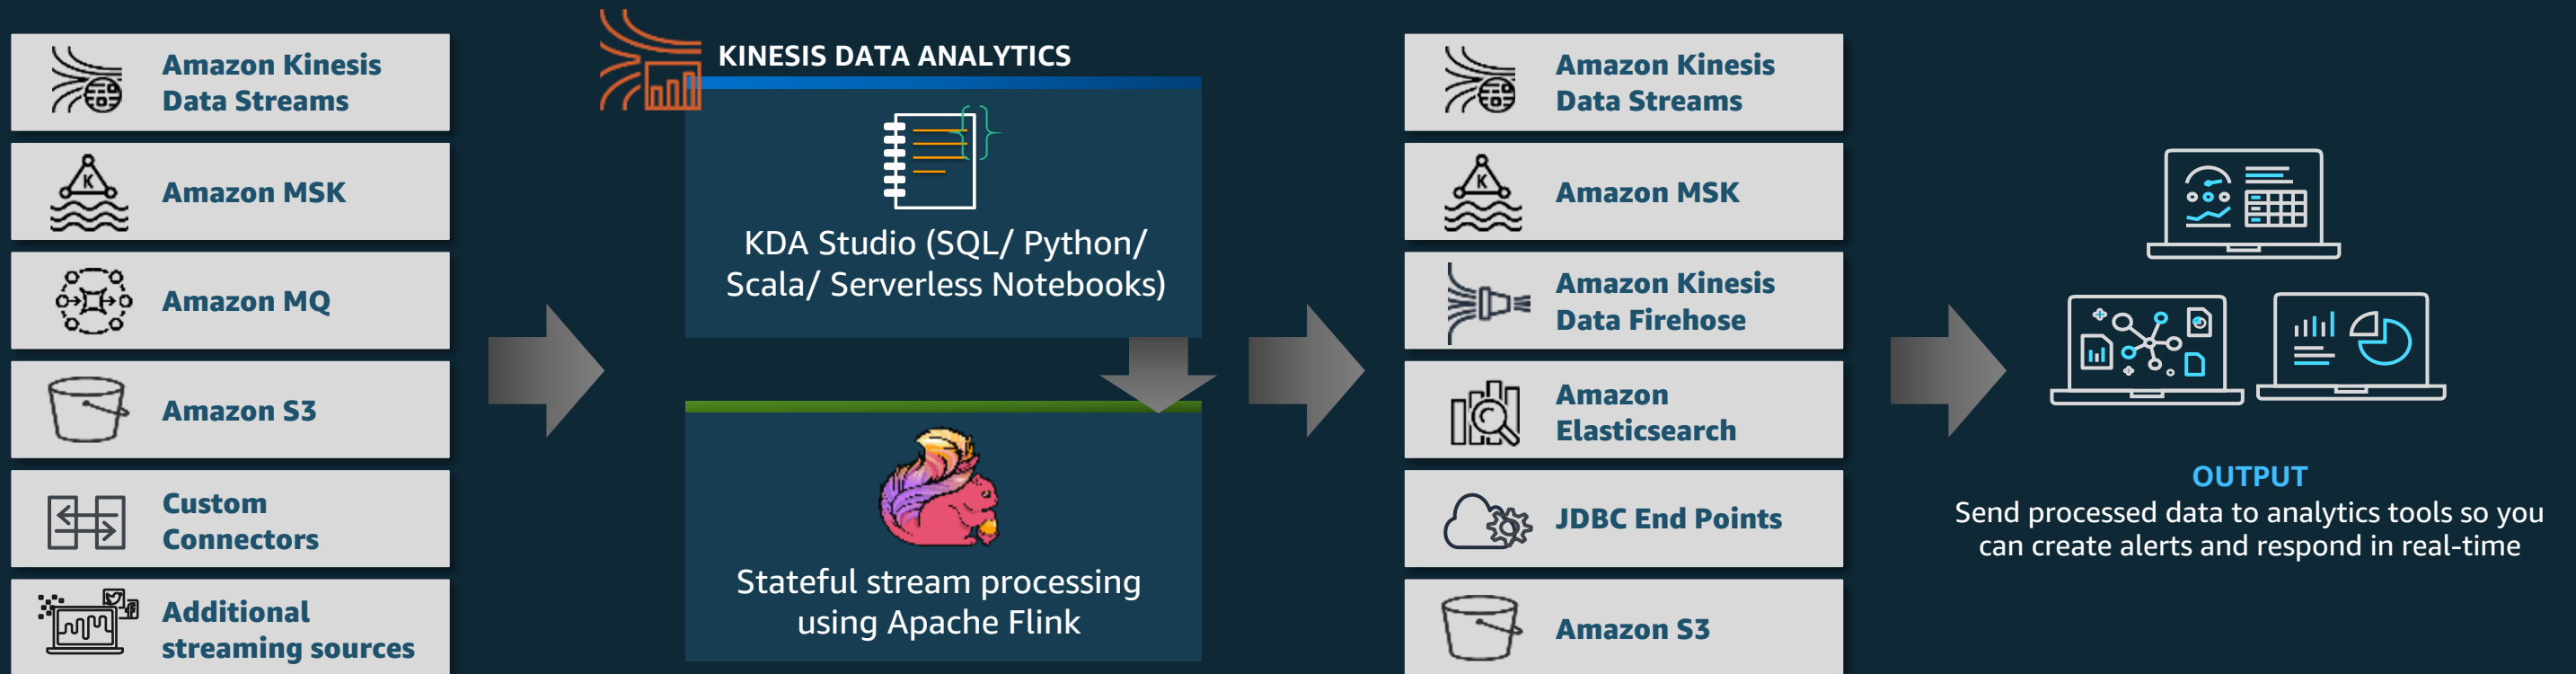 Amazon Kinesis
Data Streams
Amazon MSK
K
Amazon MQ
Amazon S3
Custom
Connectors
Additional
streaming sources
KINESIS DATA ANALYTICS
KDA Studio (SQL/ Python/
Scala/ Serverless Notebooks)
Stateful stream processing
using Apache Flink
Amazon Kinesis
Data Streams
K
Amazon MSK
Amazon Kinesis
Data Firehose
Amazon
Elasticsearch
JDBC End Points
Amazon S3
OUTPUT
Send processed data to analytics tools so you
can create alerts and respond in real-time